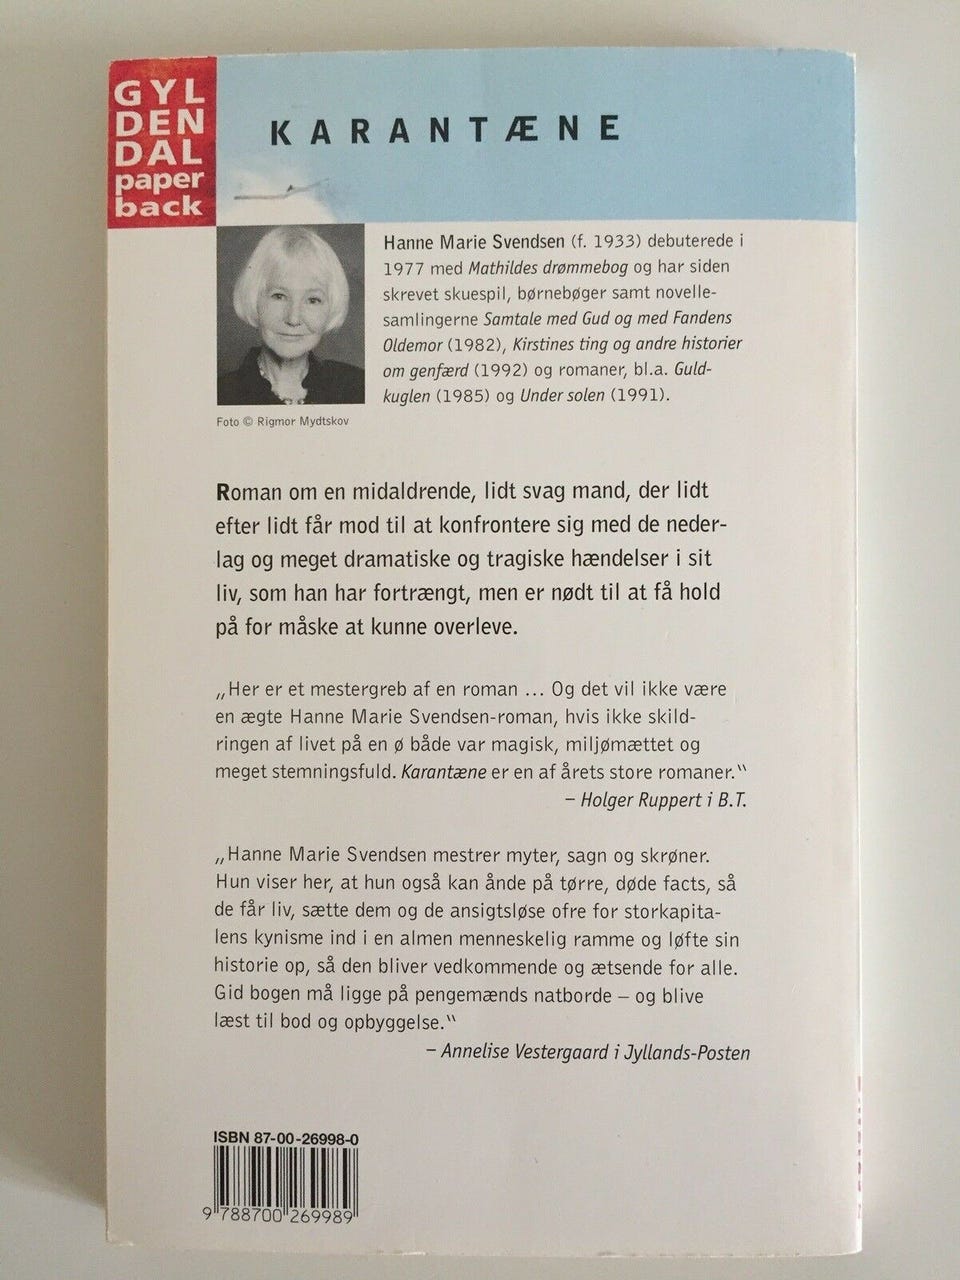 GYL
DEN
DAL
paper
back
KARANTÆNE
Hanne Marie Svendsen (f. 1933) debuterede i
1977 med Mathildes drømmebog og har siden
skrevet skuespil, børnebøger samt novelle-
samlingerne Samtale med Gud og med Fandens
Oldemor (1982), Kirstines ting og andre historier
om genfærd (1992) og romaner, bl.a. Guld-
kuglen (1985) og Under solen (1991).
Foto © Rigmor Mydtskov
Roman om en midaldrende, lidt svag mand, der lidt
efter lidt får mod til at konfrontere sig med de neder-
lag og meget dramatiske og tragiske hændelser i sit
liv, som han har fortrængt, men er nødt til at få hold
på for måske at kunne overleve.
„Her er et mestergreb af en roman ... Og det vil ikke være
en ægte Hanne Marie Svendsen-roman, hvis ikke skild-
ringen af livet på en ø både var magisk, miljømættet og
meget stemningsfuld. Karantæne er en af årets store romaner."
– Holger Ruppert i B.T.
„Hanne Marie Svendsen mestrer myter, sagn og skrøner.
Hun viser her, at hun også kan ånde på tørre, døde facts, så
de får liv, sætte dem og de ansigtsløse ofre for storkapita-
lens kynisme ind i en almen menneskelig ramme og løfte sin
historie op, så den bliver vedkommende og ætsende for alle.
Gid bogen må ligge på pengemænds natborde – og blive
læst til bod og opbyggelse."
– Annelise Vestergaard i Jyllands-Posten
ISBN 87-00-26998-0
9 788700 269989